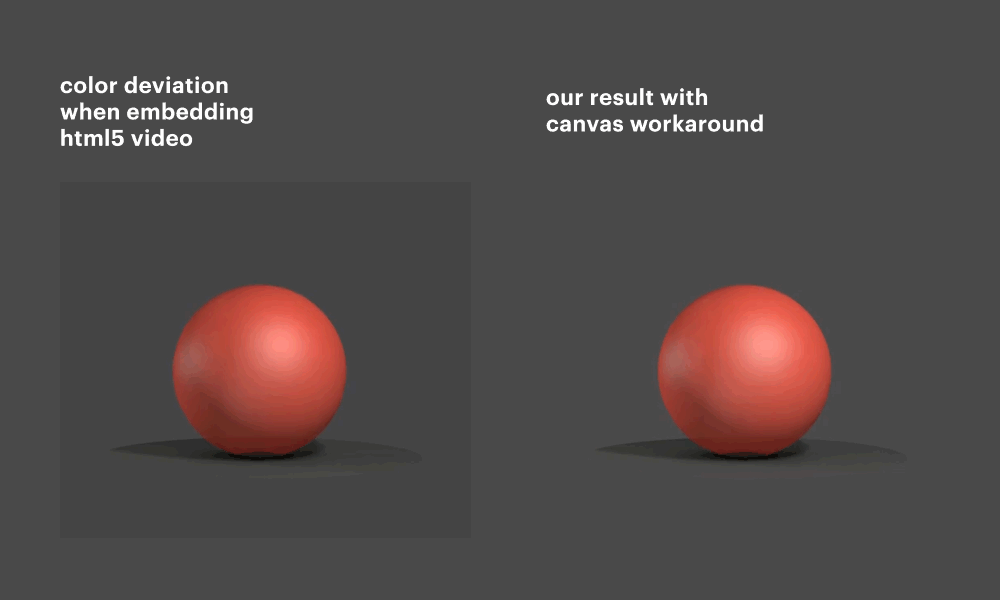 color deviation
when embedding
html5 video
our result with
canvas workaround